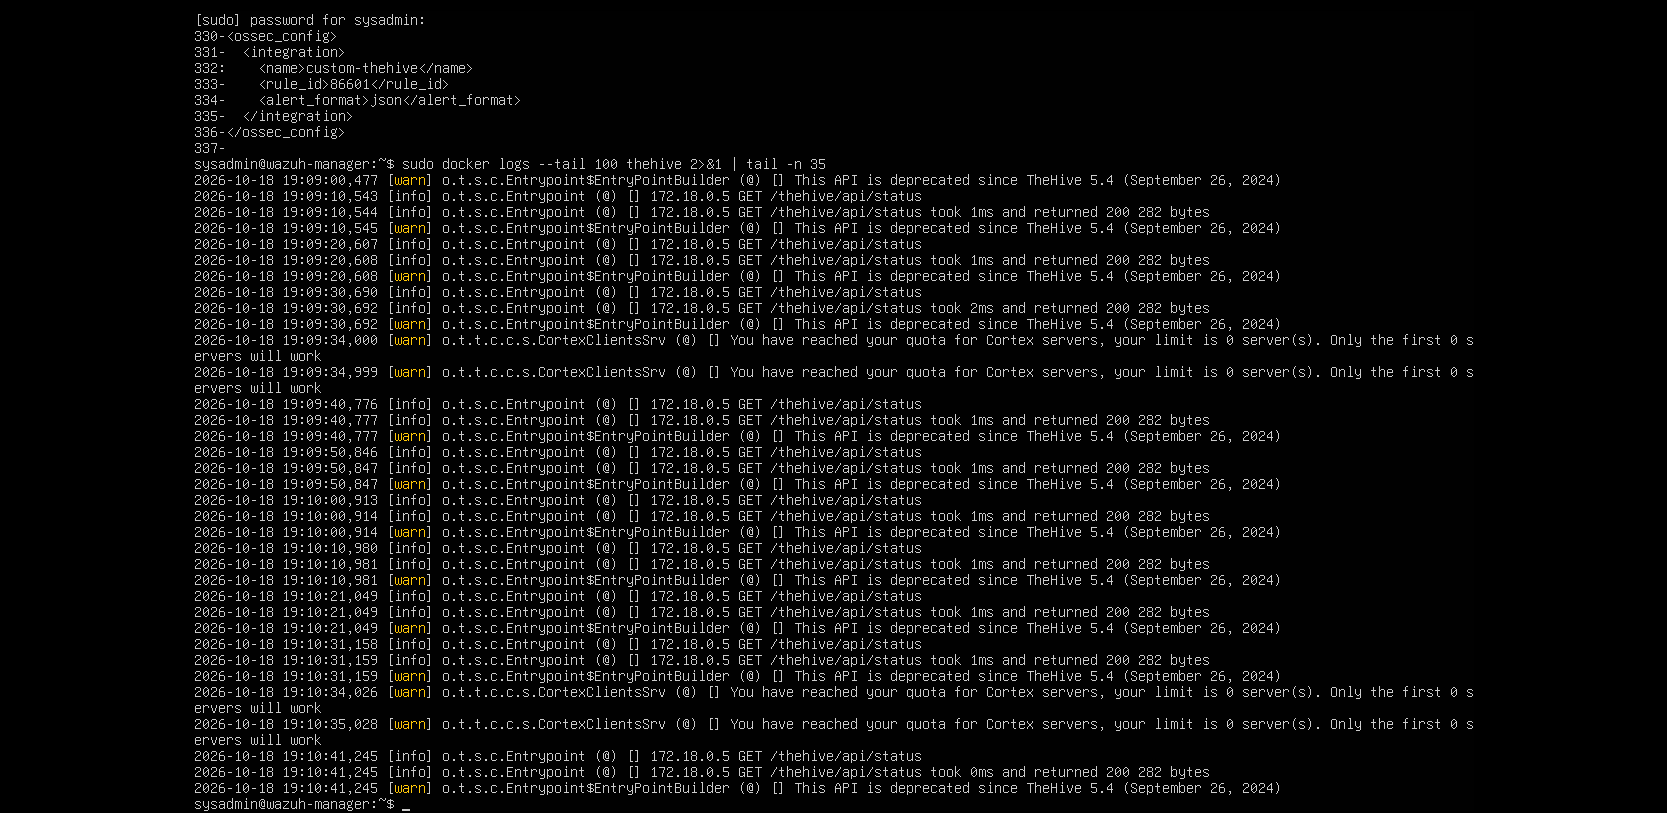 [sudo] password for sysadmin:
330-<ossec_config>
331-  <integration>
332:    <name>custom-thehive</name>
333-    <rule_id>86601</rule_id>
334-    <alert_format>json</alert_format>
335-  </integration>
336-</ossec_config>
337-
sysadmin@wazuh-manager:~$ sudo docker logs --tail 100 thehive 2>&1 | tail -n 35
2026-10-18 19:09:00,477 [warn] o.t.s.c.Entrypoint$EntryPointBuilder (@) [] This API is deprecated since TheHive 5.4 (September 26, 2024)
2026-10-18 19:09:10,543 [info] o.t.s.c.Entrypoint (@) [] 172.18.0.5 GET /thehive/api/status
2026-10-18 19:09:10,544 [info] o.t.s.c.Entrypoint (@) [] 172.18.0.5 GET /thehive/api/status took 1ms and returned 200 282 bytes
2026-10-18 19:09:10,545 [warn] o.t.s.c.Entrypoint$EntryPointBuilder (@) [] This API is deprecated since TheHive 5.4 (September 26, 2024)
2026-10-18 19:09:20,607 [info] o.t.s.c.Entrypoint (@) [] 172.18.0.5 GET /thehive/api/status
2026-10-18 19:09:20,608 [info] o.t.s.c.Entrypoint (@) [] 172.18.0.5 GET /thehive/api/status took 1ms and returned 200 282 bytes
2026-10-18 19:09:20,608 [warn] o.t.s.c.Entrypoint$EntryPointBuilder (@) [] This API is deprecated since TheHive 5.4 (September 26, 2024)
2026-10-18 19:09:30,690 [info] o.t.s.c.Entrypoint (@) [] 172.18.0.5 GET /thehive/api/status
2026-10-18 19:09:30,692 [info] o.t.s.c.Entrypoint (@) [] 172.18.0.5 GET /thehive/api/status took 2ms and returned 200 282 bytes
2026-10-18 19:09:30,692 [warn] o.t.s.c.Entrypoint$EntryPointBuilder (@) [] This API is deprecated since TheHive 5.4 (September 26, 2024)
2026-10-18 19:09:34,000 [warn] o.t.t.c.c.s.CortexClientsSrv (@) [] You have reached your quota for Cortex servers, your limit is 0 server(s). Only the first 0 s
ervers will work
2026-10-18 19:09:34,999 [warn] o.t.t.c.c.s.CortexClientsSrv (@) [] You have reached your quota for Cortex servers, your limit is 0 server(s). Only the first 0 s
ervers will work
2026-10-18 19:09:40,776 [info] o.t.s.c.Entrypoint (@) [] 172.18.0.5 GET /thehive/api/status
2026-10-18 19:09:40,777 [info] o.t.s.c.Entrypoint (@) [] 172.18.0.5 GET /thehive/api/status took 1ms and returned 200 282 bytes
2026-10-18 19:09:40,777 [warn] o.t.s.c.Entrypoint$EntryPointBuilder (@) [] This API is deprecated since TheHive 5.4 (September 26, 2024)
2026-10-18 19:09:50,846 [info] o.t.s.c.Entrypoint (@) [] 172.18.0.5 GET /thehive/api/status
2026-10-18 19:09:50,847 [info] o.t.s.c.Entrypoint (@) [] 172.18.0.5 GET /thehive/api/status took 1ms and returned 200 282 bytes
2026-10-18 19:09:50,847 [warn] o.t.s.c.Entrypoint$EntryPointBuilder (@) [] This API is deprecated since TheHive 5.4 (September 26, 2024)
2026-10-18 19:10:00,913 [info] o.t.s.c.Entrypoint (@) [] 172.18.0.5 GET /thehive/api/status
2026-10-18 19:10:00,914 [info] o.t.s.c.Entrypoint (@) [] 172.18.0.5 GET /thehive/api/status took 1ms and returned 200 282 bytes
2026-10-18 19:10:00,914 [warn] o.t.s.c.Entrypoint$EntryPointBuilder (@) [] This API is deprecated since TheHive 5.4 (September 26, 2024)
2026-10-18 19:10:10,980 [info] o.t.s.c.Entrypoint (@) [] 172.18.0.5 GET /thehive/api/status
2026-10-18 19:10:10,981 [info] o.t.s.c.Entrypoint (@) [] 172.18.0.5 GET /thehive/api/status took 1ms and returned 200 282 bytes
2026-10-18 19:10:10,981 [warn] o.t.s.c.Entrypoint$EntryPointBuilder (@) [] This API is deprecated since TheHive 5.4 (September 26, 2024)
2026-10-18 19:10:21,049 [info] o.t.s.c.Entrypoint (@) [] 172.18.0.5 GET /thehive/api/status
2026-10-18 19:10:21,049 [info] o.t.s.c.Entrypoint (@) [] 172.18.0.5 GET /thehive/api/status took 1ms and returned 200 282 bytes
2026-10-18 19:10:21,049 [warn] o.t.s.c.Entrypoint$EntryPointBuilder (@) [] This API is deprecated since TheHive 5.4 (September 26, 2024)
2026-10-18 19:10:31,158 [info] o.t.s.c.Entrypoint (@) [] 172.18.0.5 GET /thehive/api/status
2026-10-18 19:10:31,159 [info] o.t.s.c.Entrypoint (@) [] 172.18.0.5 GET /thehive/api/status took 1ms and returned 200 282 bytes
2026-10-18 19:10:31,159 [warn] o.t.s.c.Entrypoint$EntryPointBuilder (@) [] This API is deprecated since TheHive 5.4 (September 26, 2024)
2026-10-18 19:10:34,026 [warn] o.t.t.c.c.s.CortexClientsSrv (@) [] You have reached your quota for Cortex servers, your limit is 0 server(s). Only the first 0 s
ervers will work
2026-10-18 19:10:35,028 [warn] o.t.t.c.c.s.CortexClientsSrv (@) [] You have reached your quota for Cortex servers, your limit is 0 server(s). Only the first 0 s
ervers will work
2026-10-18 19:10:41,245 [info] o.t.s.c.Entrypoint (@) [] 172.18.0.5 GET /thehive/api/status
2026-10-18 19:10:41,245 [info] o.t.s.c.Entrypoint (@) [] 172.18.0.5 GET /thehive/api/status took 0ms and returned 200 282 bytes
2026-10-18 19:10:41,245 [warn] o.t.s.c.Entrypoint$EntryPointBuilder (@) [] This API is deprecated since TheHive 5.4 (September 26, 2024)
sysadmin@wazuh-manager:~$ _